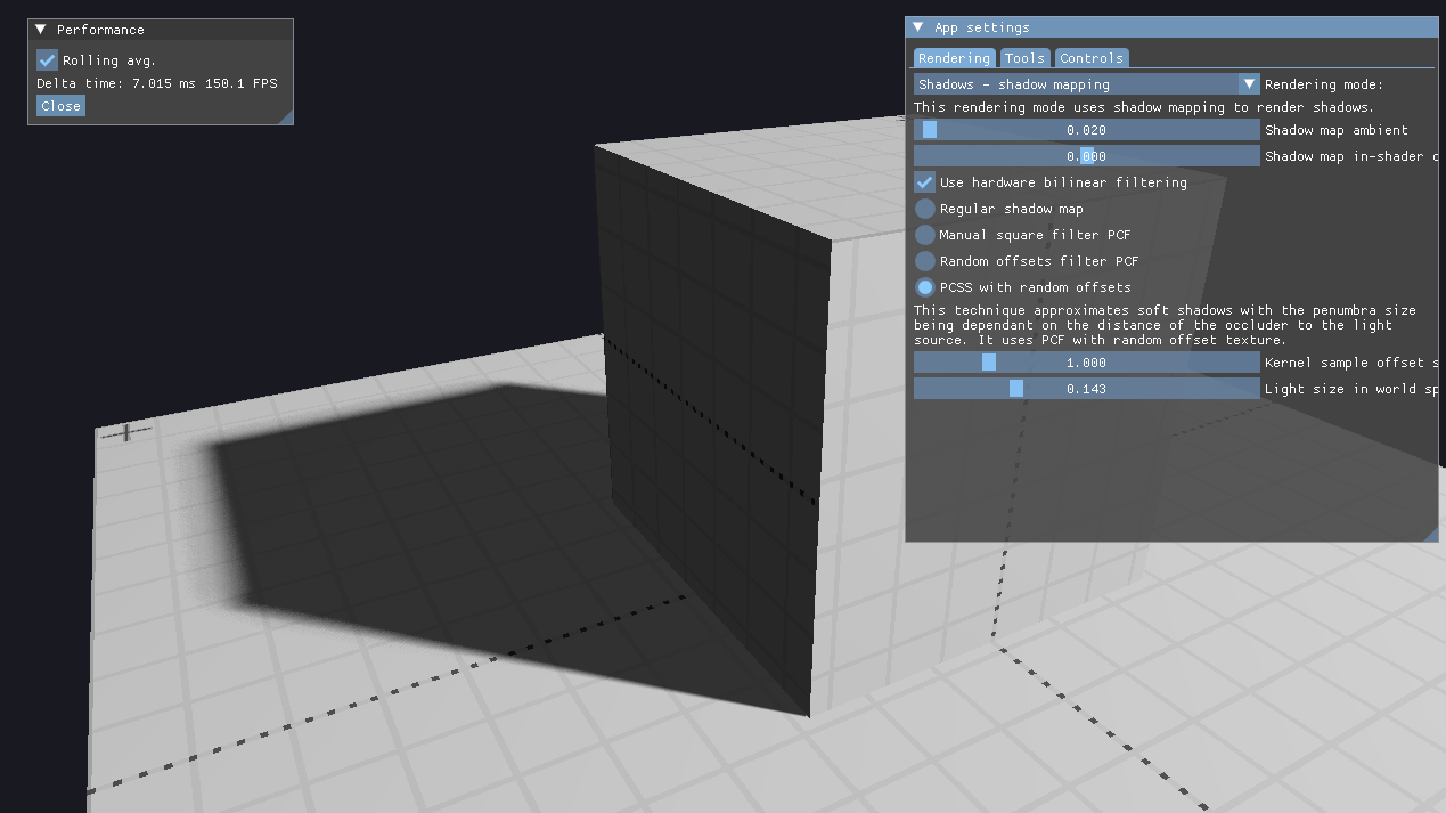 Performance
Rolling avg.
Delta time: 7.015 ms 150.1 FPS
Close
App settings
Rendering Tools Controls
Shadows - shadow mapping Rendering mode:
This rendering mode uses shadow mapping to render shadows.
0.020 Shadow map ambient
0.000 Shadow map in-shader
Use hardware bilinear filtering
Regular shadow map
Manual square filter PCF
Random offsets filter PCF
PCSS with random offsets
This technique approximates soft shadows with the penumbra size
being dependant on the distance of the occluder to the light
source. It uses PCF with random offset texture.
1.000 Kernel sample offset
0.143 Light size in world